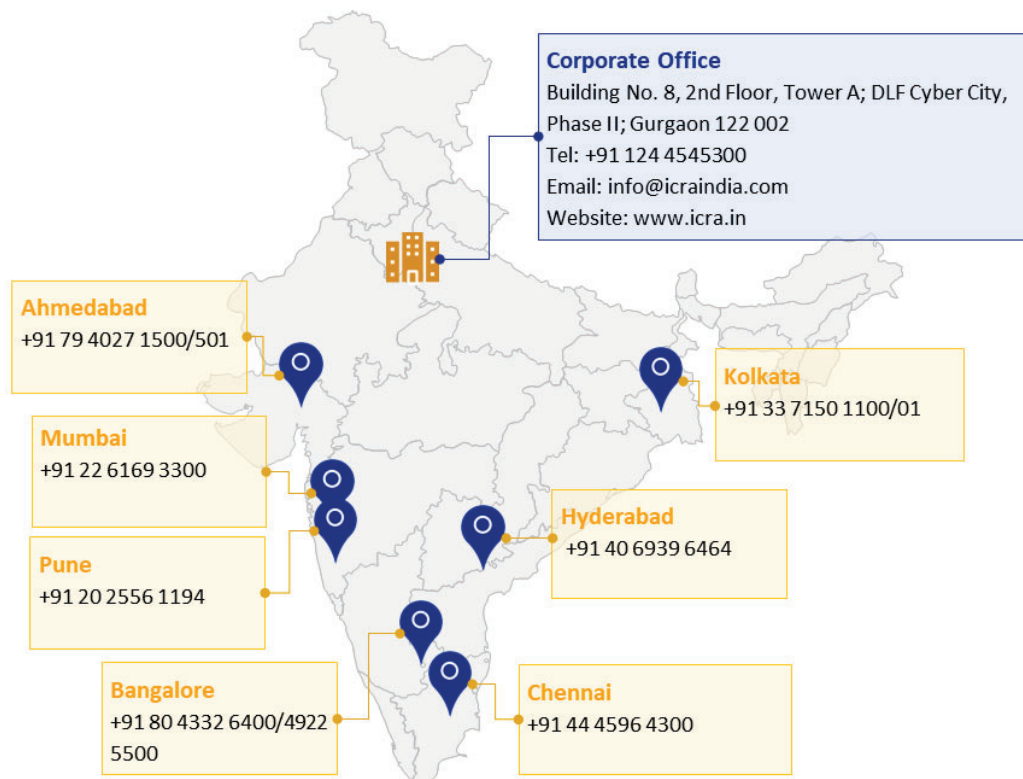 Corporate Office
Building No. 8, 2nd Floor, Tower A; DLF Cyber City,
Phase II; Gurgaon 122 002
Tel: +91 124 4545300
Email: info@icraindia.com
Website: www.icra.in
Ahmedabad
+91 79 4027 1500/501
Kolkata
+91 33 7150 1100/01
Mumbai
+91 22 6169 3300
Hyderabad
+91 40 6939 6464
Pune
+91 20 2556 1194
Bangalore
+91 80 4332 6400/4922
5500
Chennai
+91 44 4596 4300